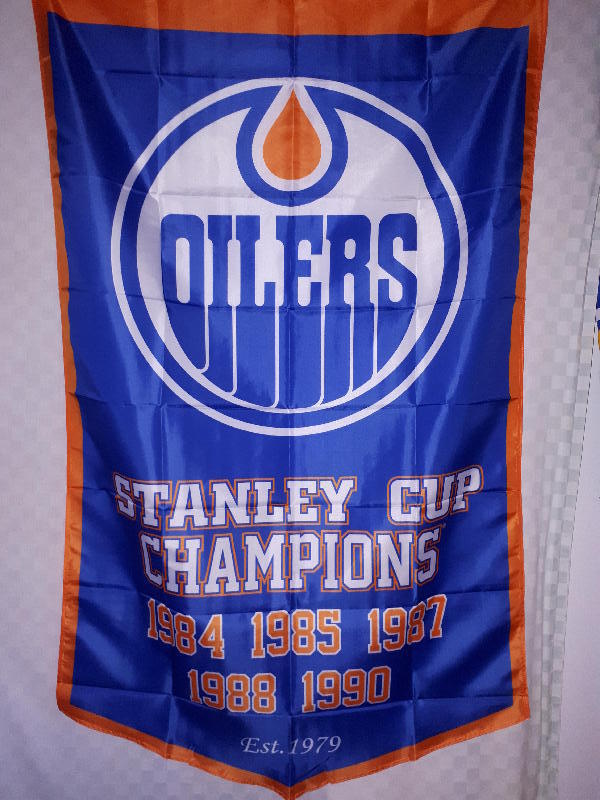 OILERS
STANLEY CUP
CHAMPIONS
1984 1985 1987
1988 1990
Est. 1979